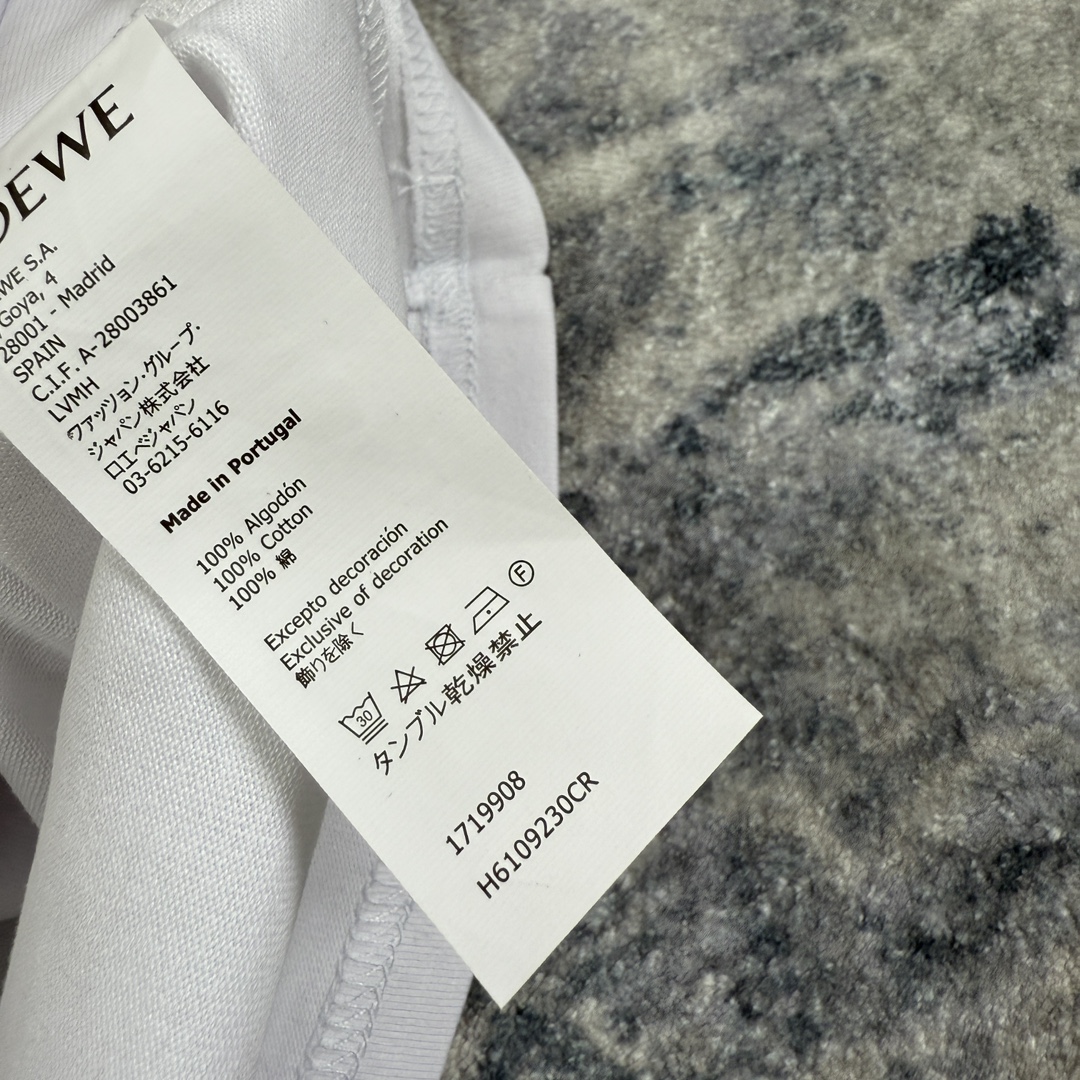 OEWE
WE S.A.
Goya, 4
28001 - Madrid
SPAIN
C.I.F. A-28003861
LVMH
ファッション・グループ・
ジャパン株式会社
ロエベジャパン
03-6215-6116
Made in Portugal
100% Algodón
100% Cotton
100% 綿
Excepto decoración
Exclusive of decoration
飾りを除く
30
F
タンブル乾燥禁止
1719908
H6109230CR